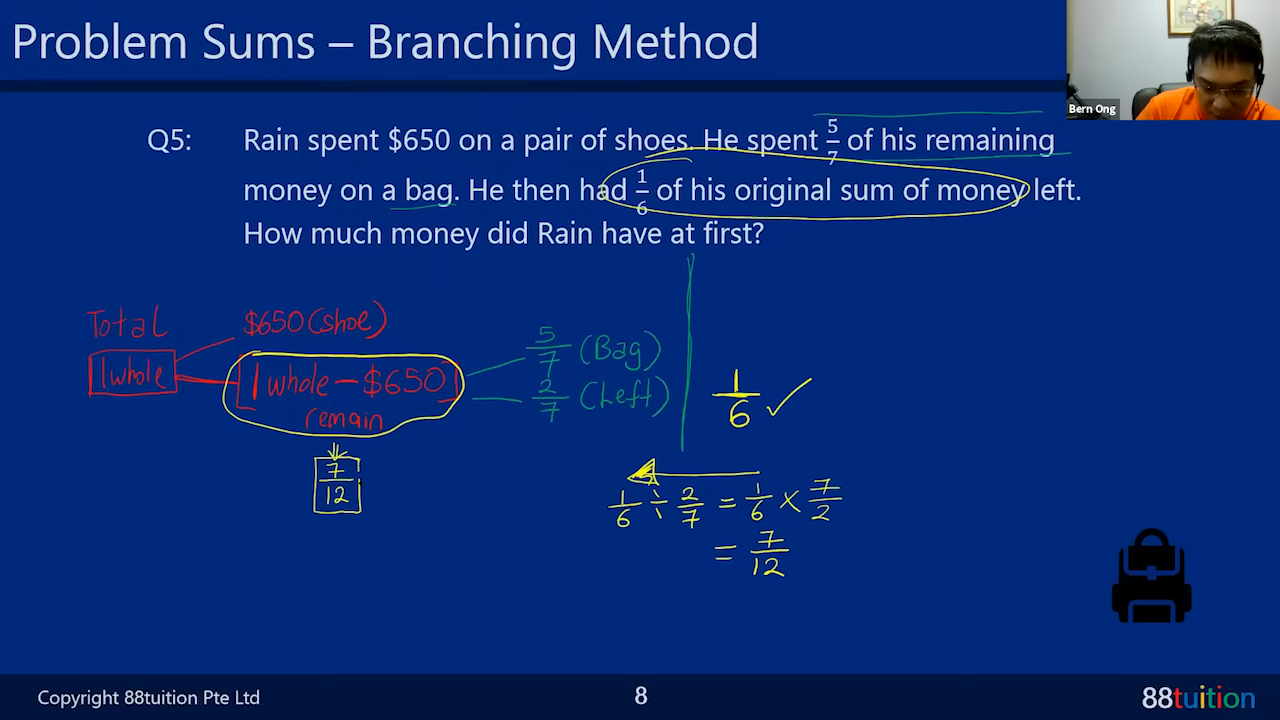 Problem Sums – Branching Method
Bern Ong
Q5: Rain spent $650 on a pair of shoes. He spent 5/7 of his remaining
money on a bag. He then had 1/6 of his original sum of money left.
How much money did Rain have at first?
Total
$650 (shoe)
1 whole
[1 whole – $650]
remain
5/7 (Bag)
2/7 (Left)
1/6 ✓
7/12
1/6 ÷ 2/7 = 1/6 × 7/2
= 7/12
Copyright 88tuition Pte Ltd
8
88tuition